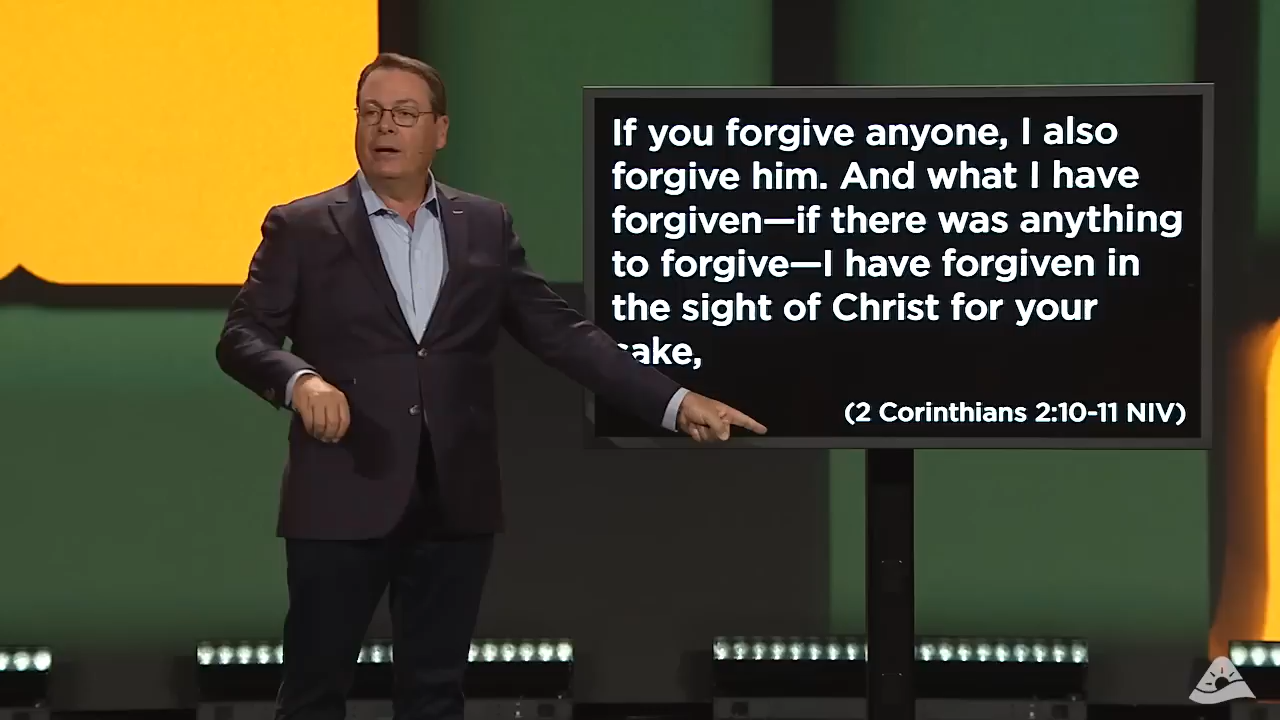 If you forgive anyone, I also
forgive him. And what I have
forgiven—if there was anything
to forgive—I have forgiven in
the sight of Christ for your
sake,
(2 Corinthians 2:10-11 NIV)